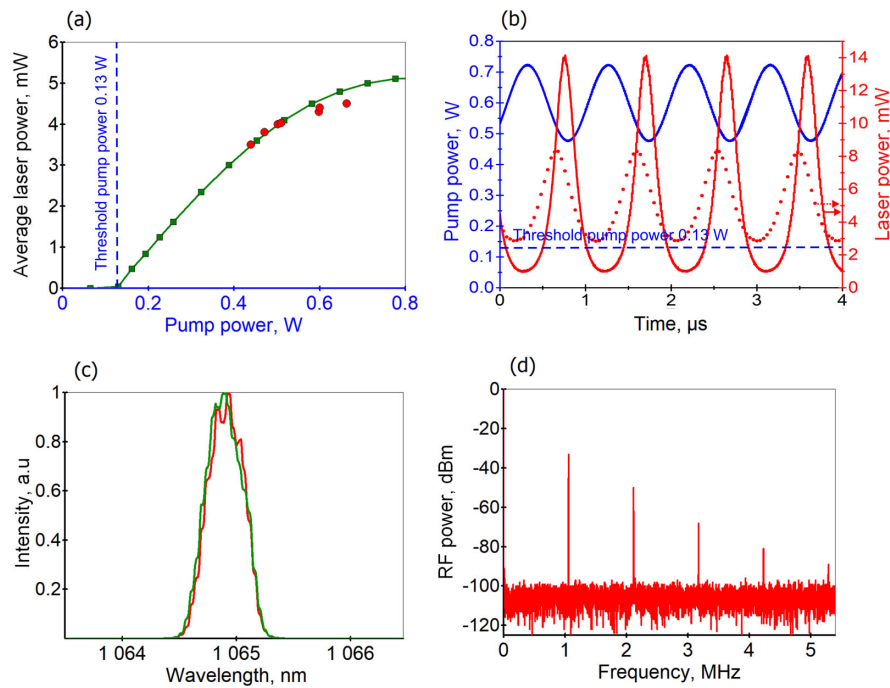 (a)
Average laser power, mW
6
5
4
3
2
1
0
Threshold pump power 0.13 W
0 0.2 0.4 0.6 0.8
Pump power, W
(b)
Pump power, W
0.8
0.7
0.6
0.5
0.4
0.3
0.2
0.1
0.0
Threshold pump power 0.13 W
14
12
10
8
6
4
2
0
Laser power, mW
0 1 2 3 4
Time, µs
(c)
Intensity, a.u
1
0.8
0.6
0.4
0.2
1 064 1 065 1 066
Wavelength, nm
(d)
RF power, dBm
0
-20
-40
-60
-80
-100
-120
0 1 2 3 4 5
Frequency, MHz